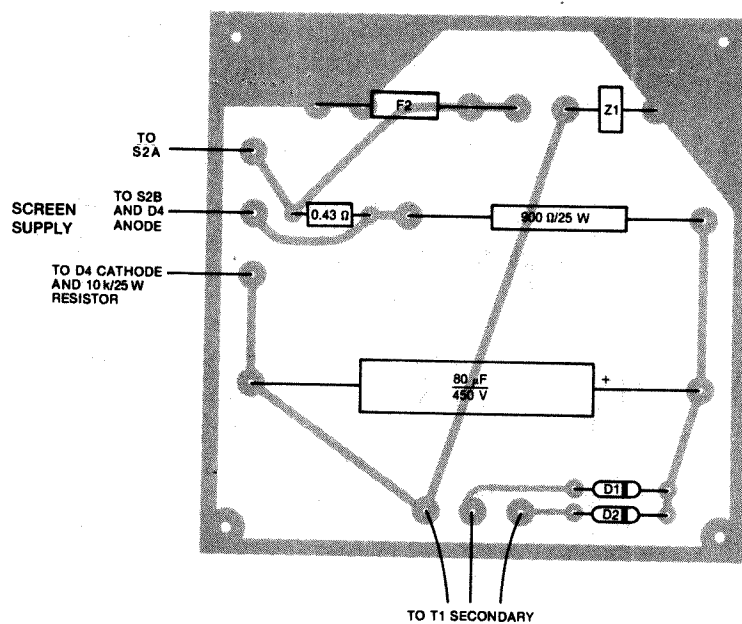 F2
Z1
TO
S2A
SCREEN
SUPPLY
TO S2B
AND D4
ANODE
0.43 Ω
900 Ω/25 W
TO D4 CATHODE
AND 10 k/25 W
RESISTOR
80 μF
450 V
+
D1
D2
TO T1 SECONDARY